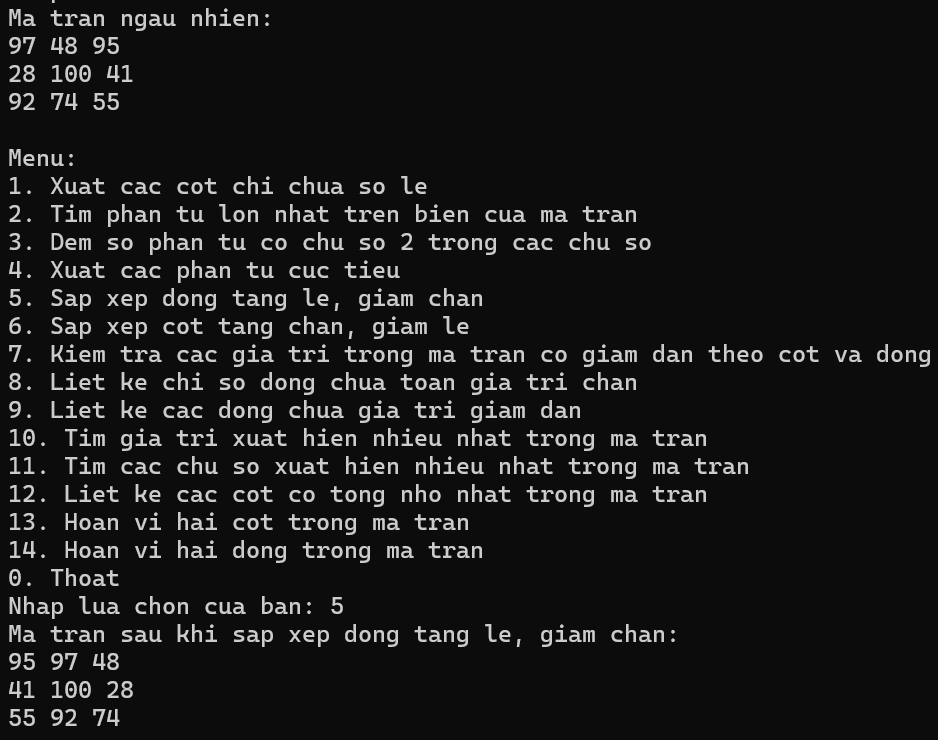 Ma tran ngau nhien:
97 48 95
28 100 41
92 74 55
Menu:
1. Xuat cac cot chi chua so le
2. Tim phan tu lon nhat tren bien cua ma tran
3. Dem so phan tu co chu so 2 trong cac chu so
4. Xuat cac phan tu cuc tieu
5. Sap xep dong tang le, giam chan
6. Sap xep cot tang chan, giam le
7. Kiem tra cac gia tri trong ma tran co giam dan theo cot va dong
8. Liet ke chi so dong chua toan gia tri chan
9. Liet ke cac dong chua gia tri giam dan
10. Tim gia tri xuat hien nhieu nhat trong ma tran
11. Tim cac chu so xuat hien nhieu nhat trong ma tran
12. Liet ke cac cot co tong nho nhat trong ma tran
13. Hoan vi hai cot trong ma tran
14. Hoan vi hai dong trong ma tran
0. Thoat
Nhap lua chon cua ban: 5
Ma tran sau khi sap xep dong tang le, giam chan:
95 97 48
41 100 28
55 92 74